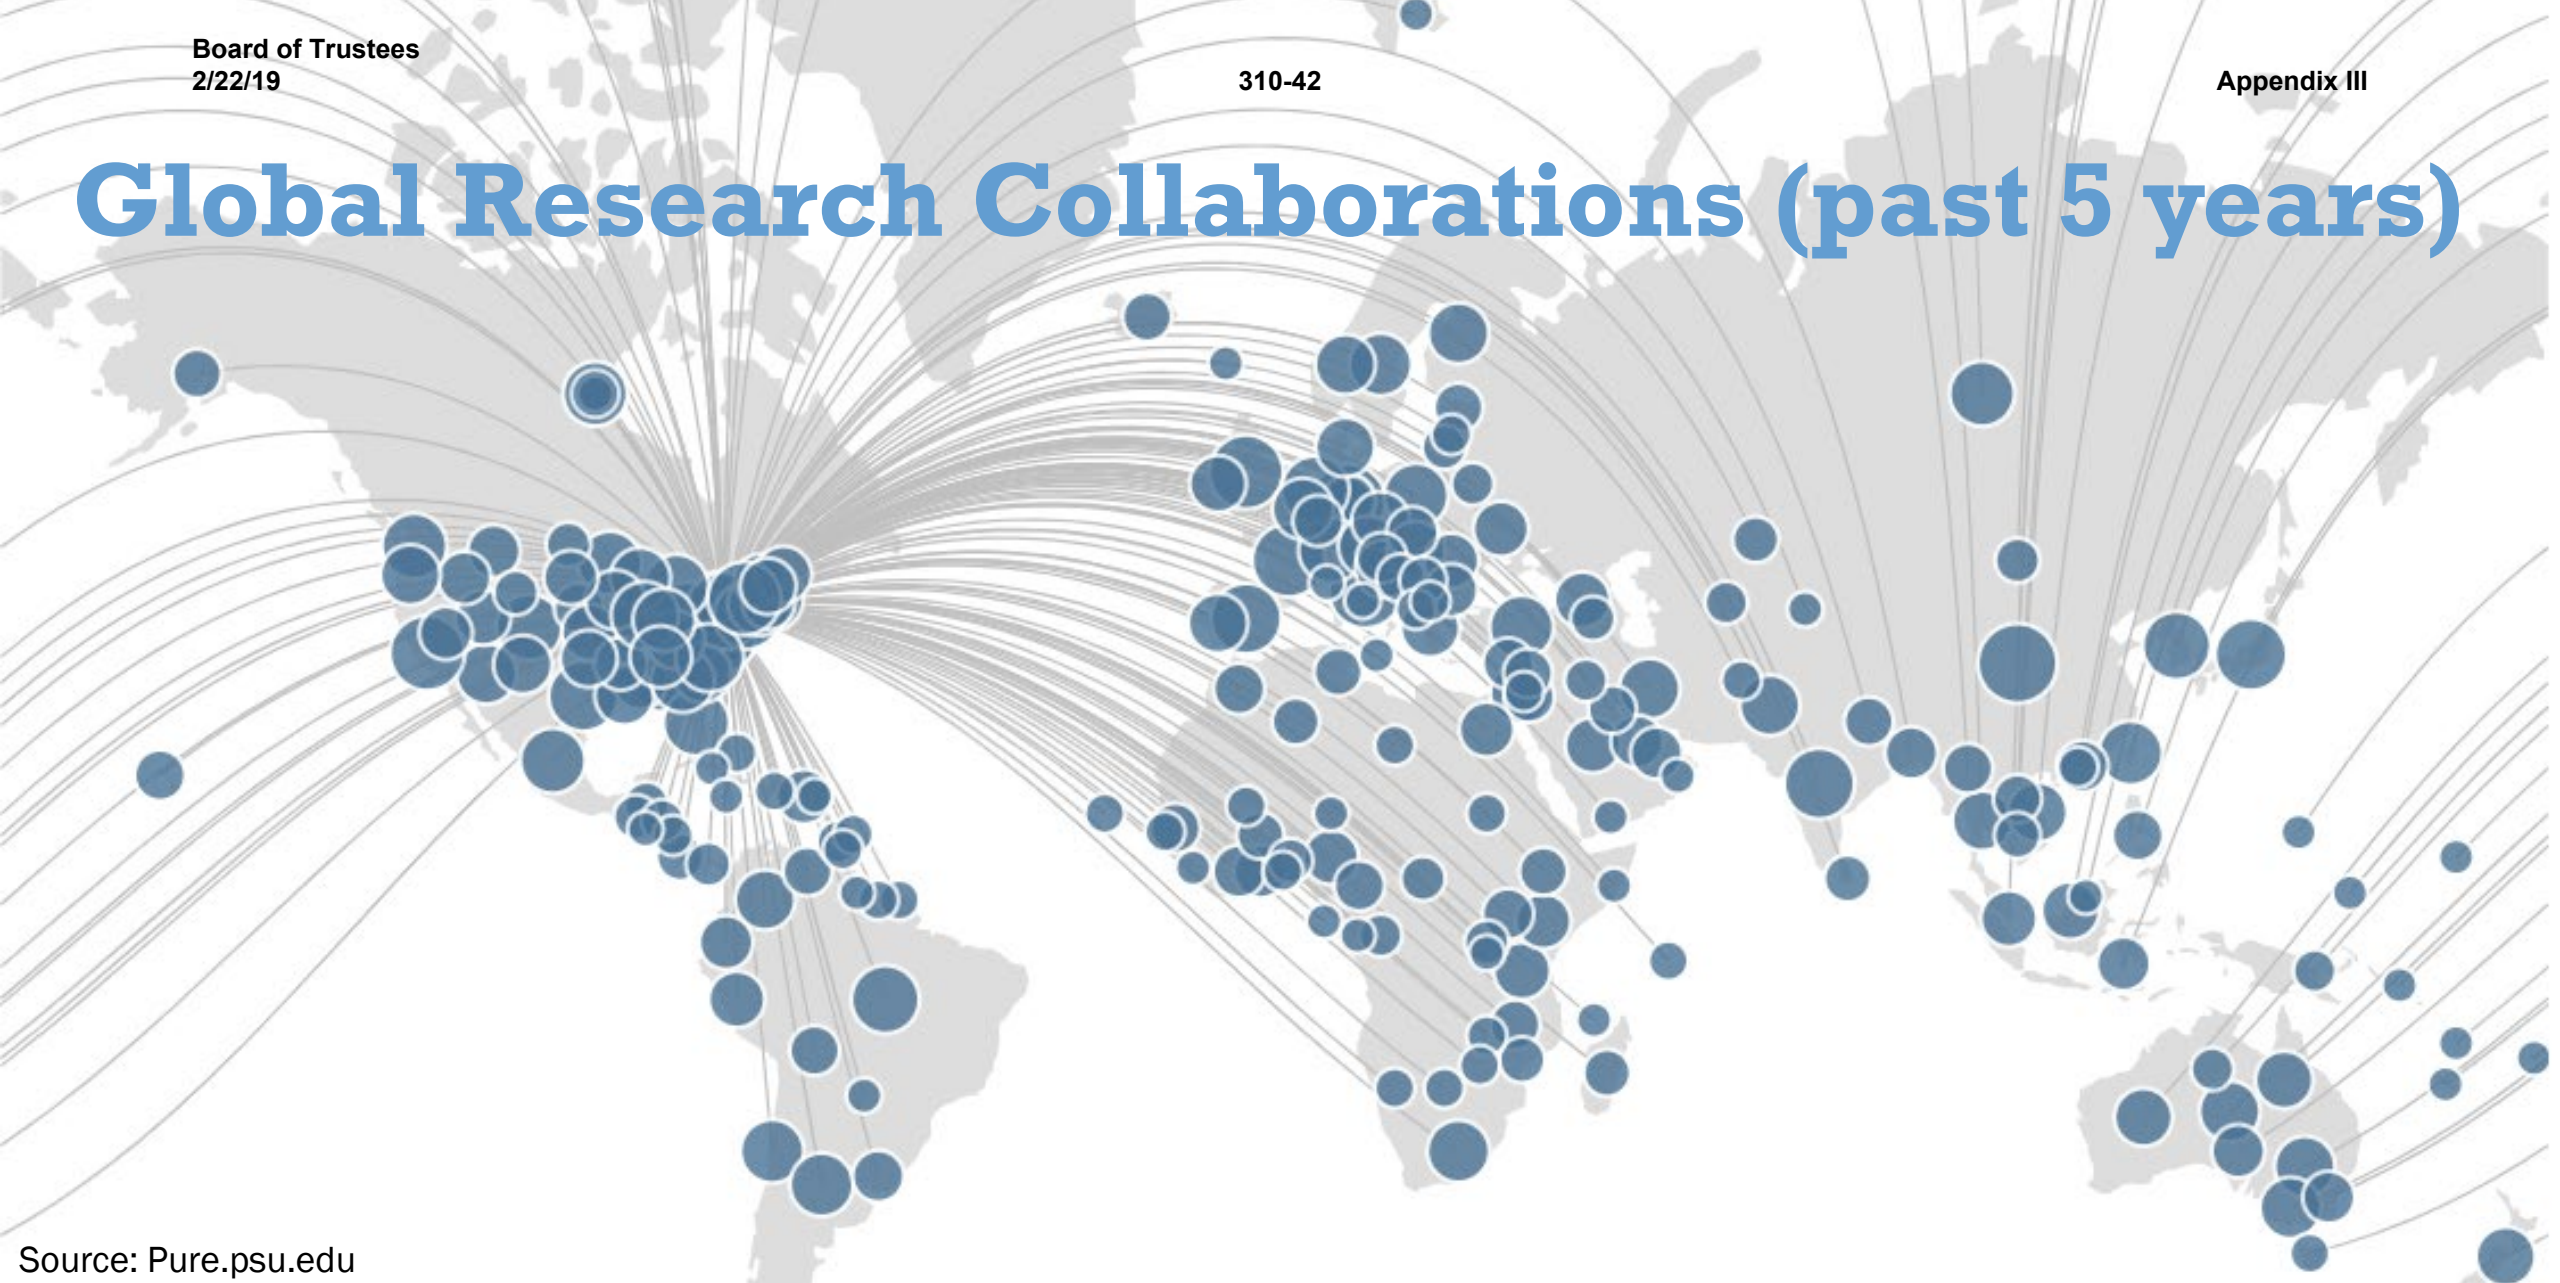 Board of Trustees
2/22/19
310-42
Appendix III
Global Research Collaborations (past 5 years)
Source: Pure.psu.edu